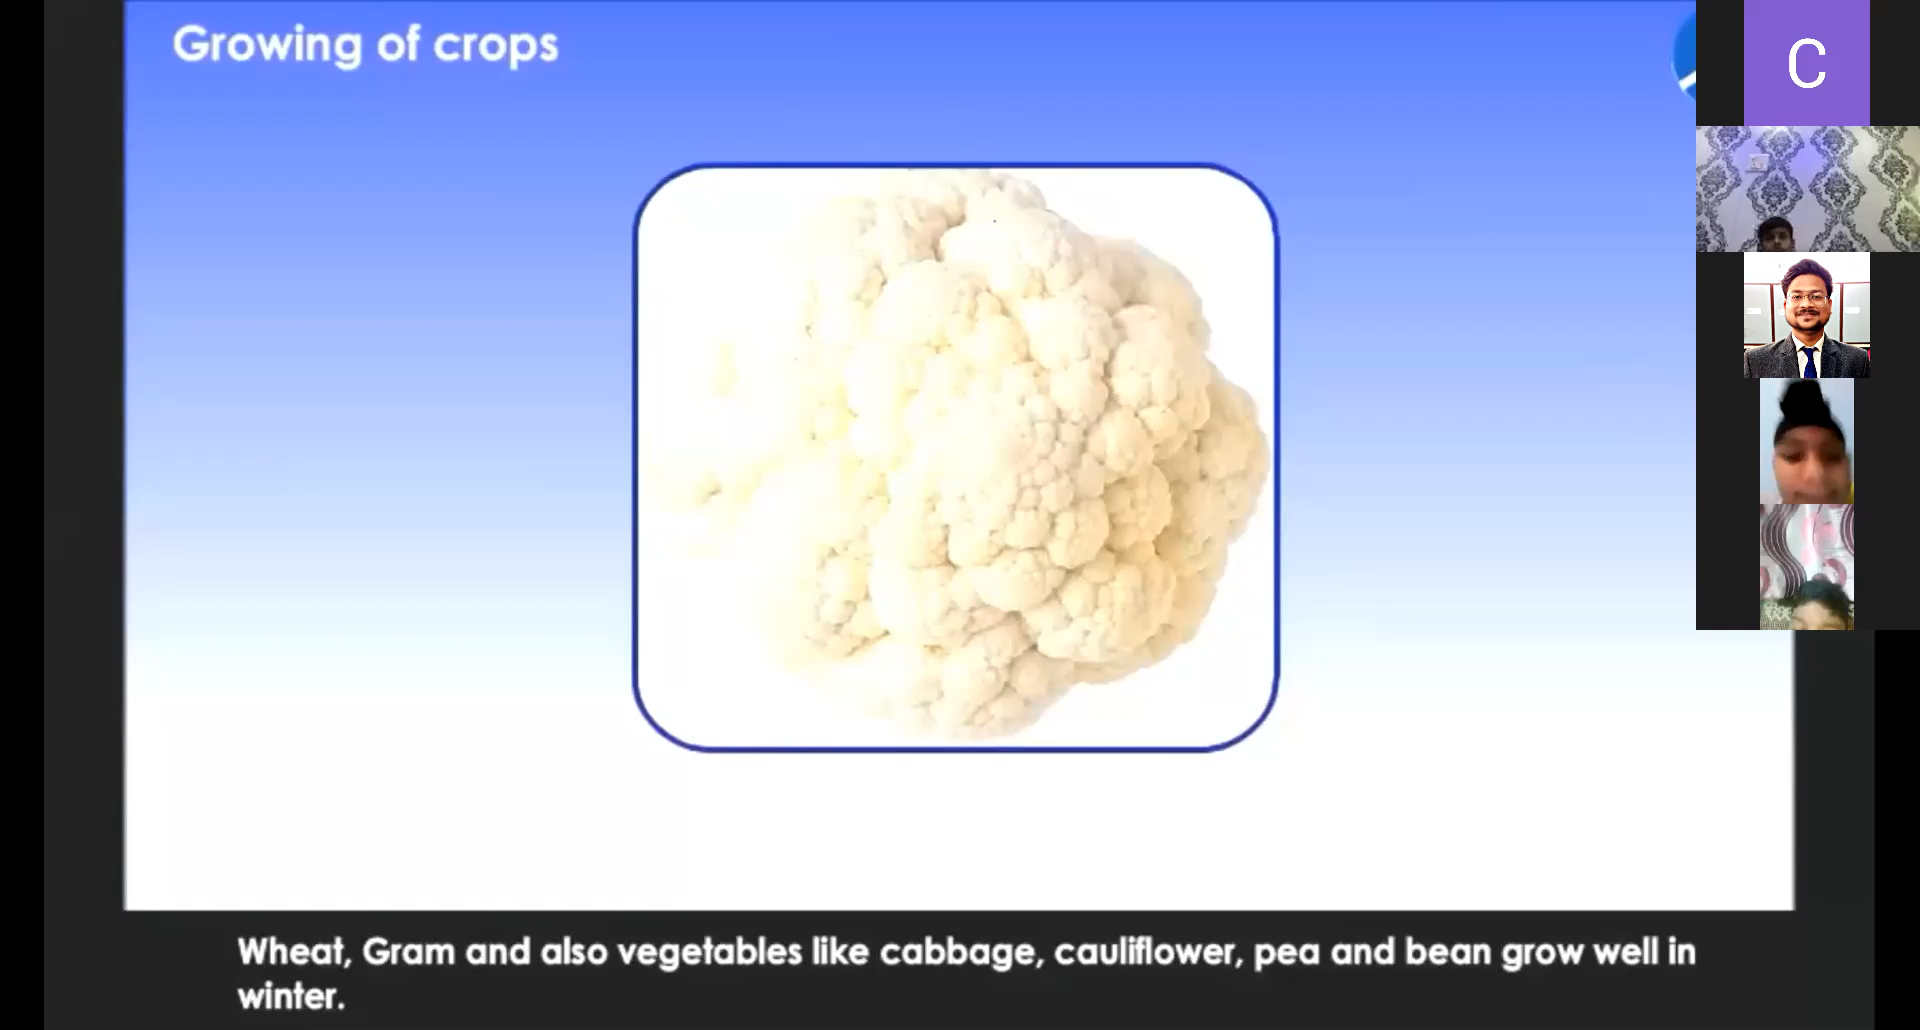 Growing of crops
C
Wheat, Gram and also vegetables like cabbage, cauliflower, pea and bean grow well in
winter.